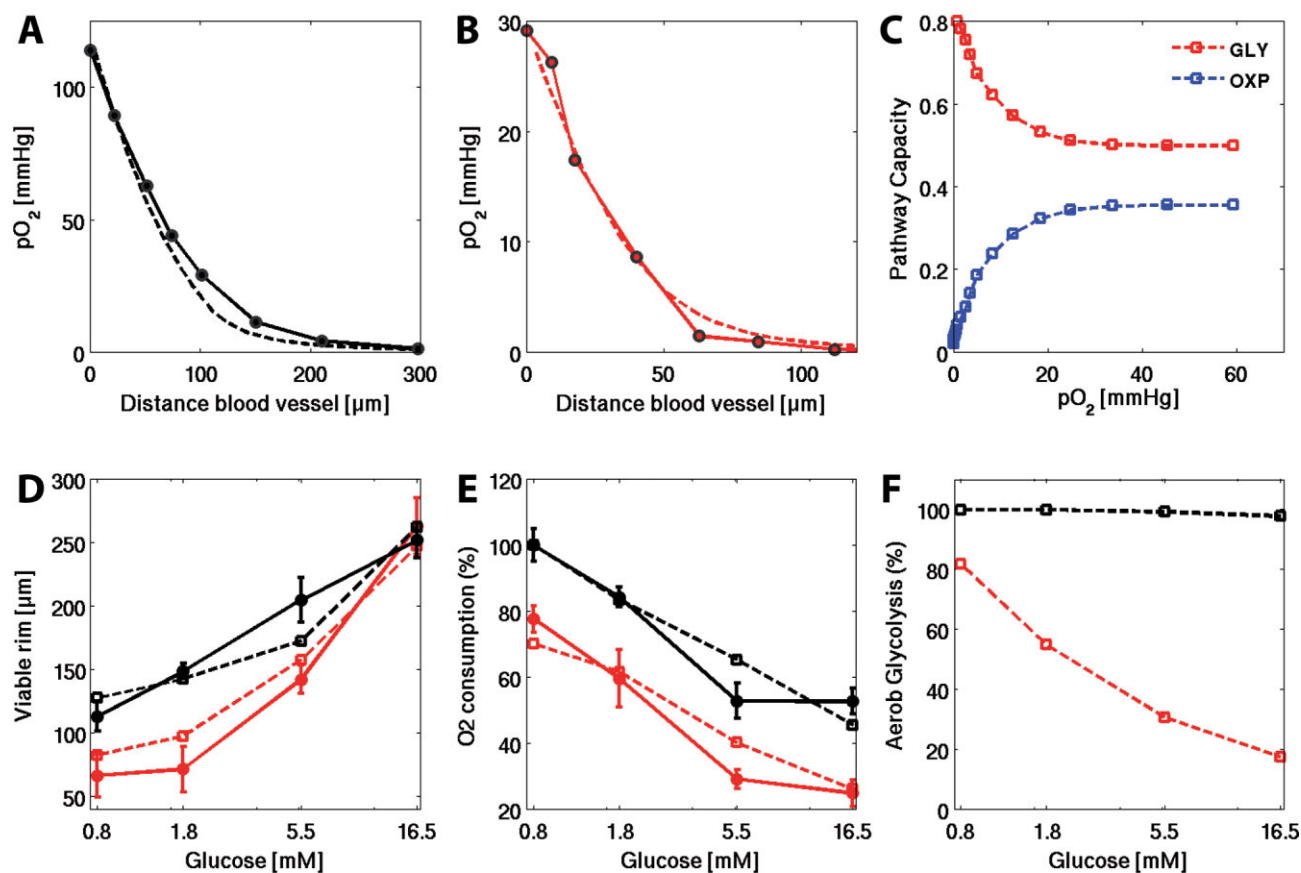 A
pO2 [mmHg]
100
50
0
0 100 200 300
Distance blood vessel [µm]
B
pO2 [mmHg]
30
20
10
0
0 50 100
Distance blood vessel [µm]
C
Pathway Capacity
0.8
0.6
0.4
0.2
0
GLY
OXP
0 20 40 60
pO2 [mmHg]
D
Viable rim [µm]
300
250
200
150
100
50
0.8 1.8 5.5 16.5
Glucose [mM]
E
O2 consumption (%)
120
100
80
60
40
20
0.8 1.8 5.5 16.5
Glucose [mM]
F
Aerob Glycolysis (%)
100
80
60
40
20
0
0.8 1.8 5.5 16.5
Glucose [mM]